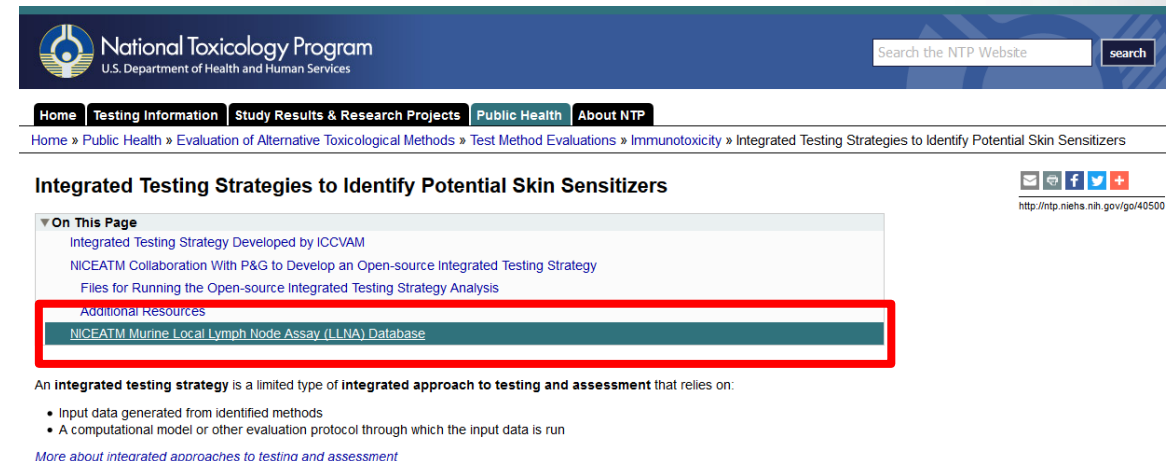 National Toxicology Program
U.S. Department of Health and Human Services
Search the NTP Website
search
Home Testing Information Study Results & Research Projects Public Health About NTP
Home » Public Health » Evaluation of Alternative Toxicological Methods » Test Method Evaluations » Immunotoxicity » Integrated Testing Strategies to Identify Potential Skin Sensitizers
Integrated Testing Strategies to Identify Potential Skin Sensitizers
http://ntp.niehs.nih.gov/go/40500
▼On This Page
Integrated Testing Strategy Developed by ICCVAM
NICEATM Collaboration With P&G to Develop an Open-source Integrated Testing Strategy
Files for Running the Open-source Integrated Testing Strategy Analysis
Additional Resources
NICEATM Murine Local Lymph Node Assay (LLNA) Database
An integrated testing strategy is a limited type of integrated approach to testing and assessment that relies on:
• Input data generated from identified methods
• A computational model or other evaluation protocol through which the input data is run
More about integrated approaches to testing and assessment